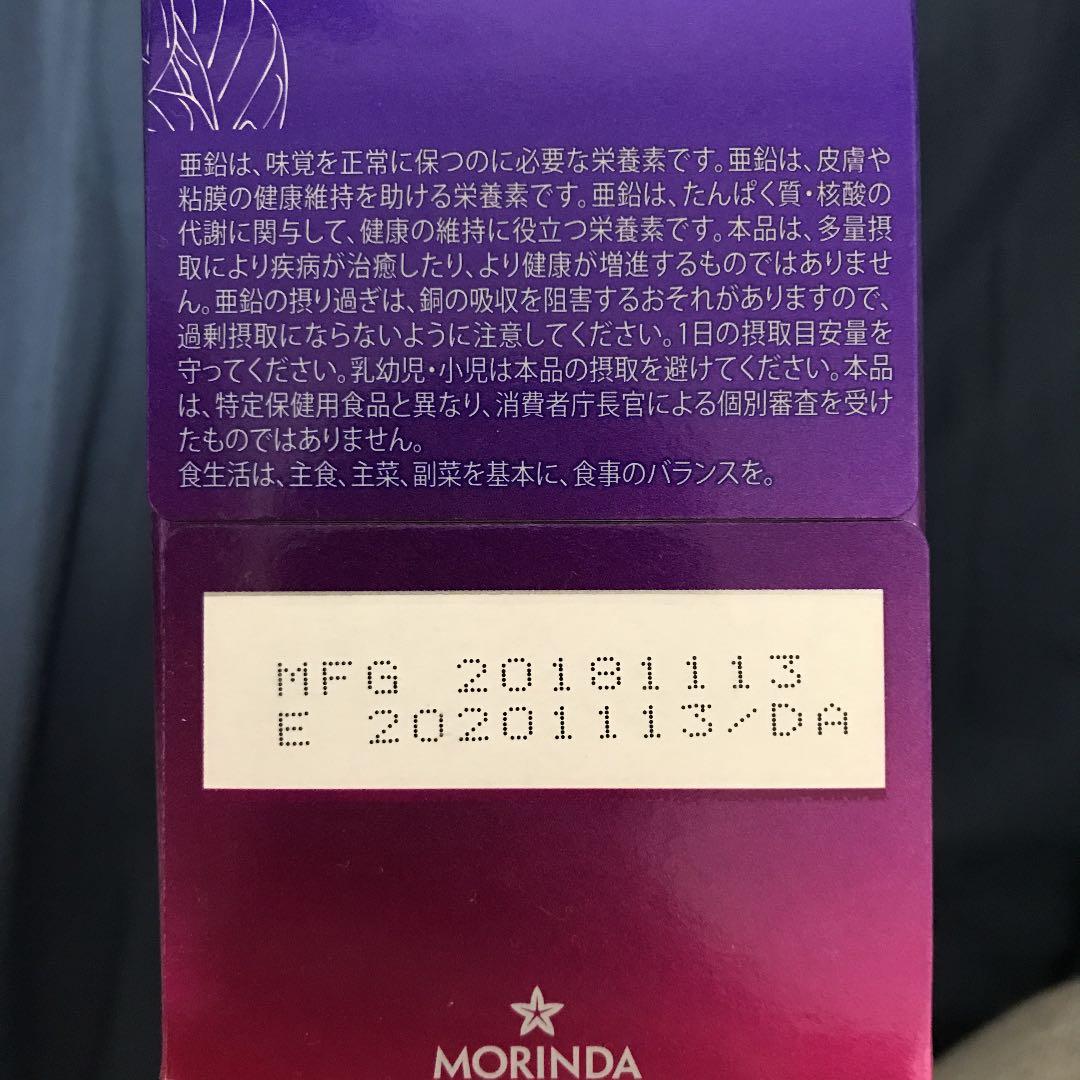 亜鉛は、味覚を正常に保つのに必要な栄養素です。亜鉛は、皮膚や
粘膜の健康維持を助ける栄養素です。亜鉛は、たんぱく質・核酸の
代謝に関与して、健康の維持に役立つ栄養素です。本品は、多量摂
取により疾病が治癒したり、より健康が増進するものではありませ
ん。亜鉛の摂り過ぎは、銅の吸収を阻害するおそれがありますので、
過剰摂取にならないように注意してください。1日の摂取目安量を
守ってください。乳幼児・小児は本品の摂取を避けてください。本品
は、特定保健用食品と異なり、消費者庁長官による個別審査を受け
たものではありません。
食生活は、主食、主菜、副菜を基本に、食事のバランスを。
MFG 20181113
E 20201113/DA
MORINDA